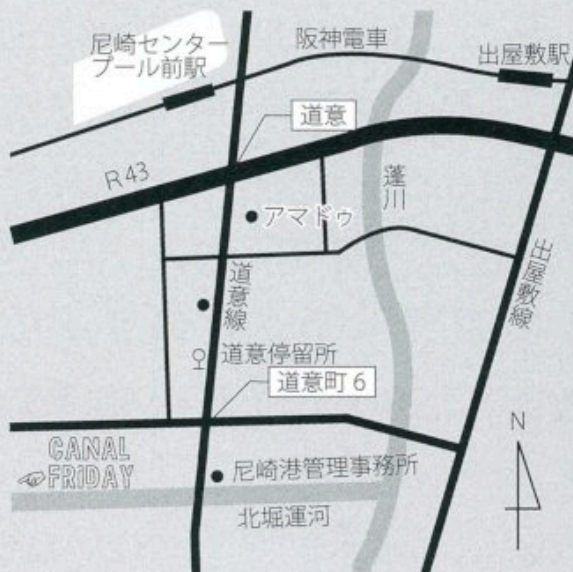 尼崎センター
プール前駅
阪神電車
出屋敷駅
道意
R 43
蓬川
アマドゥ
道意線
出屋敷線
道意停留所
道意町 6
N
CANAL
FRIDAY
尼崎港管理事務所
北堀運河